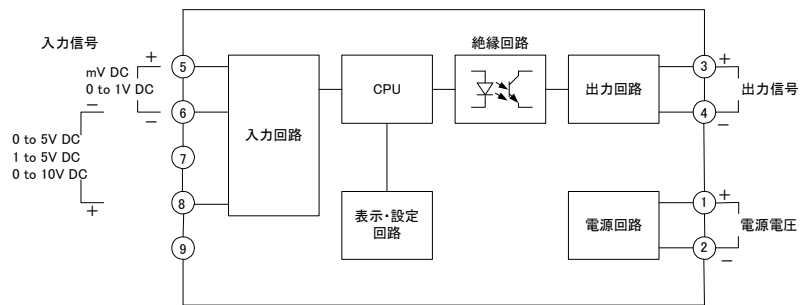 入力信号
+
mV DC
0 to 1V DC
−
−
0 to 5V DC
1 to 5V DC
0 to 10V DC
+
5
6
7
8
9
入力回路
CPU
表示・設定
回路
絶縁回路
出力回路
3
+
出力信号
4
−
電源回路
1
+
電源電圧
2
−